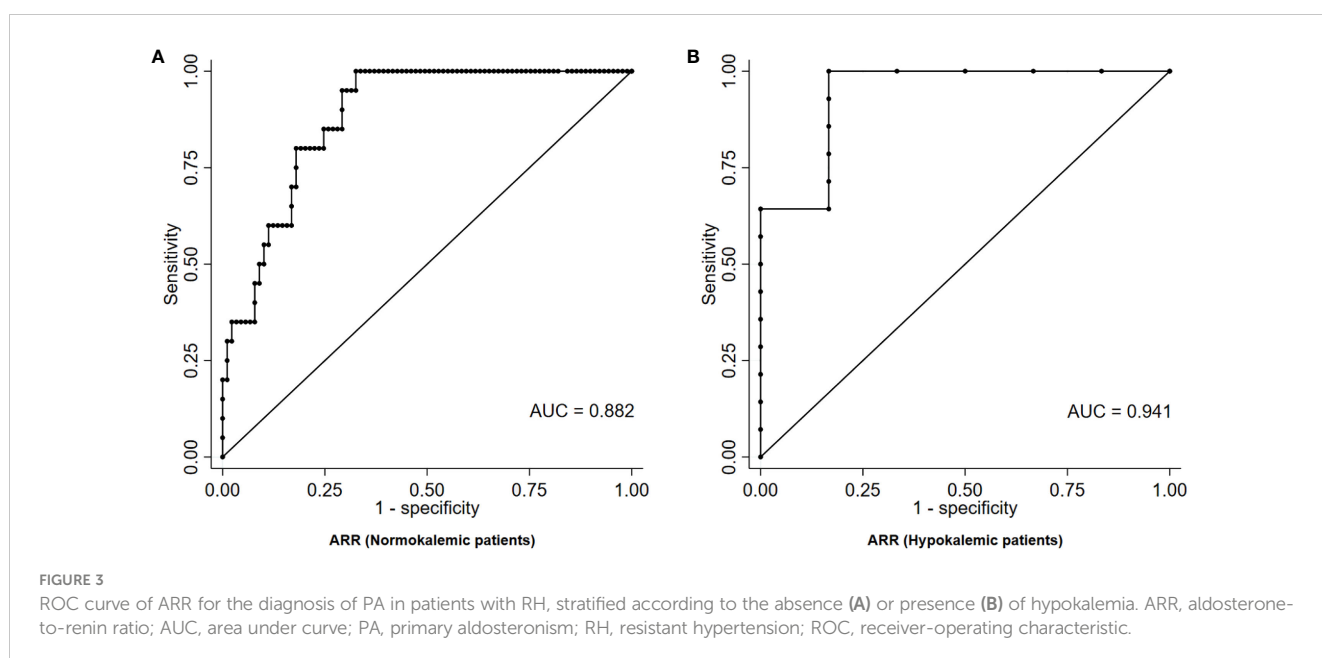 A
B
1.00
0.75
0.50
0.25
0.00
Sensitivity
AUC = 0.882
0.00 0.25 0.50 0.75 1.00
1 - specificity
ARR (Normokalemic patients)
1.00
0.75
0.50
0.25
0.00
Sensitivity
AUC = 0.941
0.00 0.25 0.50 0.75 1.00
1 - specificity
ARR (Hypokalemic patients)
FIGURE 3
ROC curve of ARR for the diagnosis of PA in patients with RH, stratified according to the absence (A) or presence (B) of hypokalemia. ARR, aldosterone-
to-renin ratio; AUC, area under curve; PA, primary aldosteronism; RH, resistant hypertension; ROC, receiver-operating characteristic.